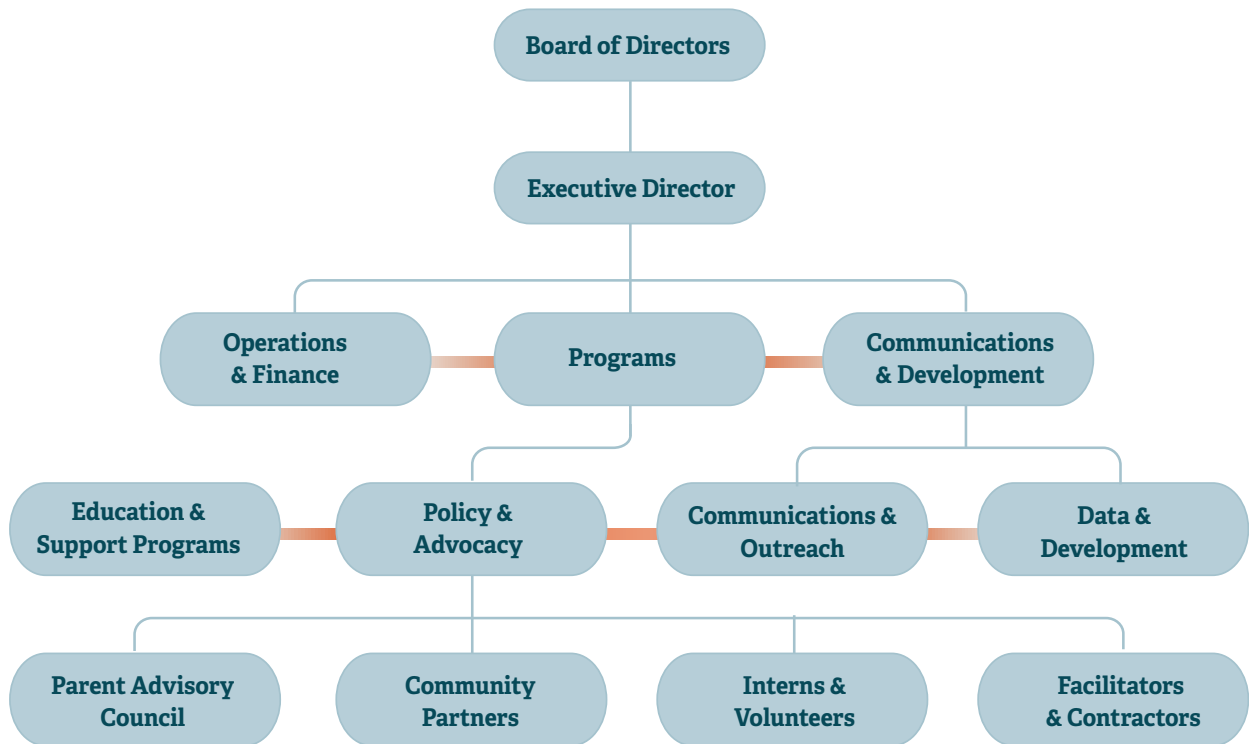 Board of Directors
Executive Director
Operations
& Finance
Programs
Communications
& Development
Education &
Support Programs
Policy &
Advocacy
Communications &
Outreach
Data &
Development
Parent Advisory
Council
Community
Partners
Interns &
Volunteers
Facilitators
& Contractors